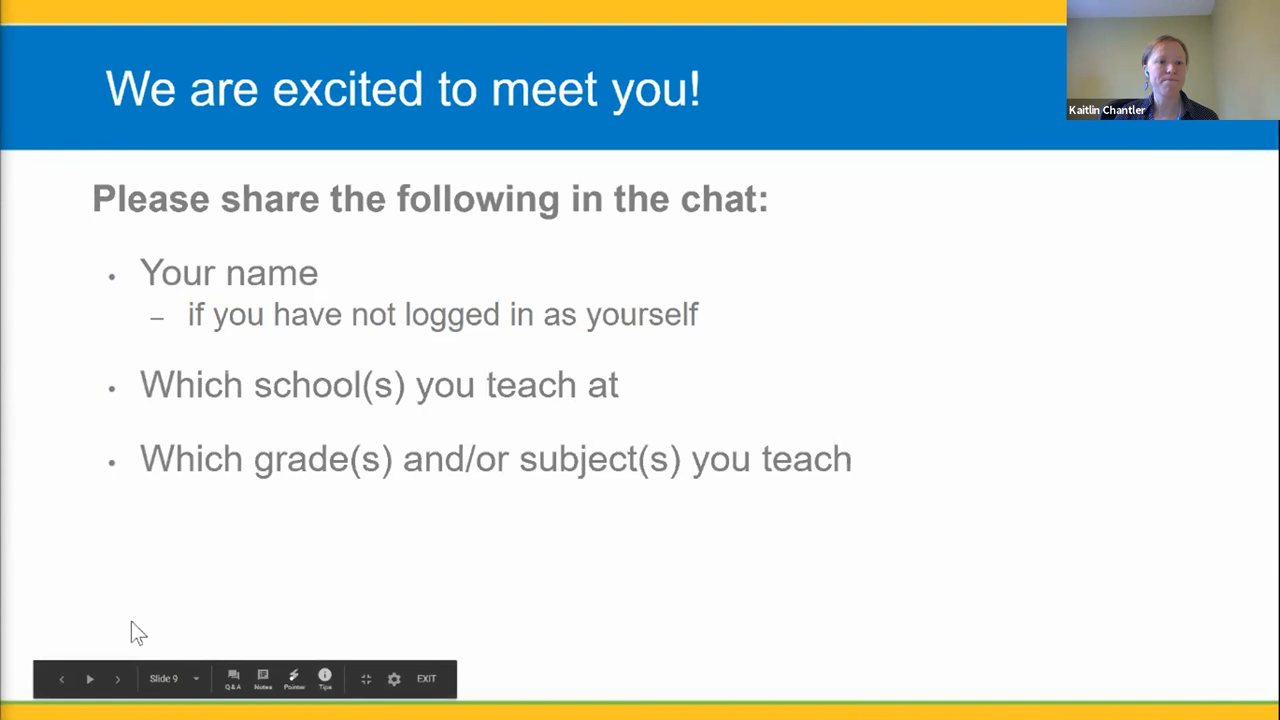 We are excited to meet you!
Kaitlin Chantler
Please share the following in the chat:
• Your name
– if you have not logged in as yourself
• Which school(s) you teach at
• Which grade(s) and/or subject(s) you teach
Slide 9
Q&A Notes Pointer Tips
EXIT